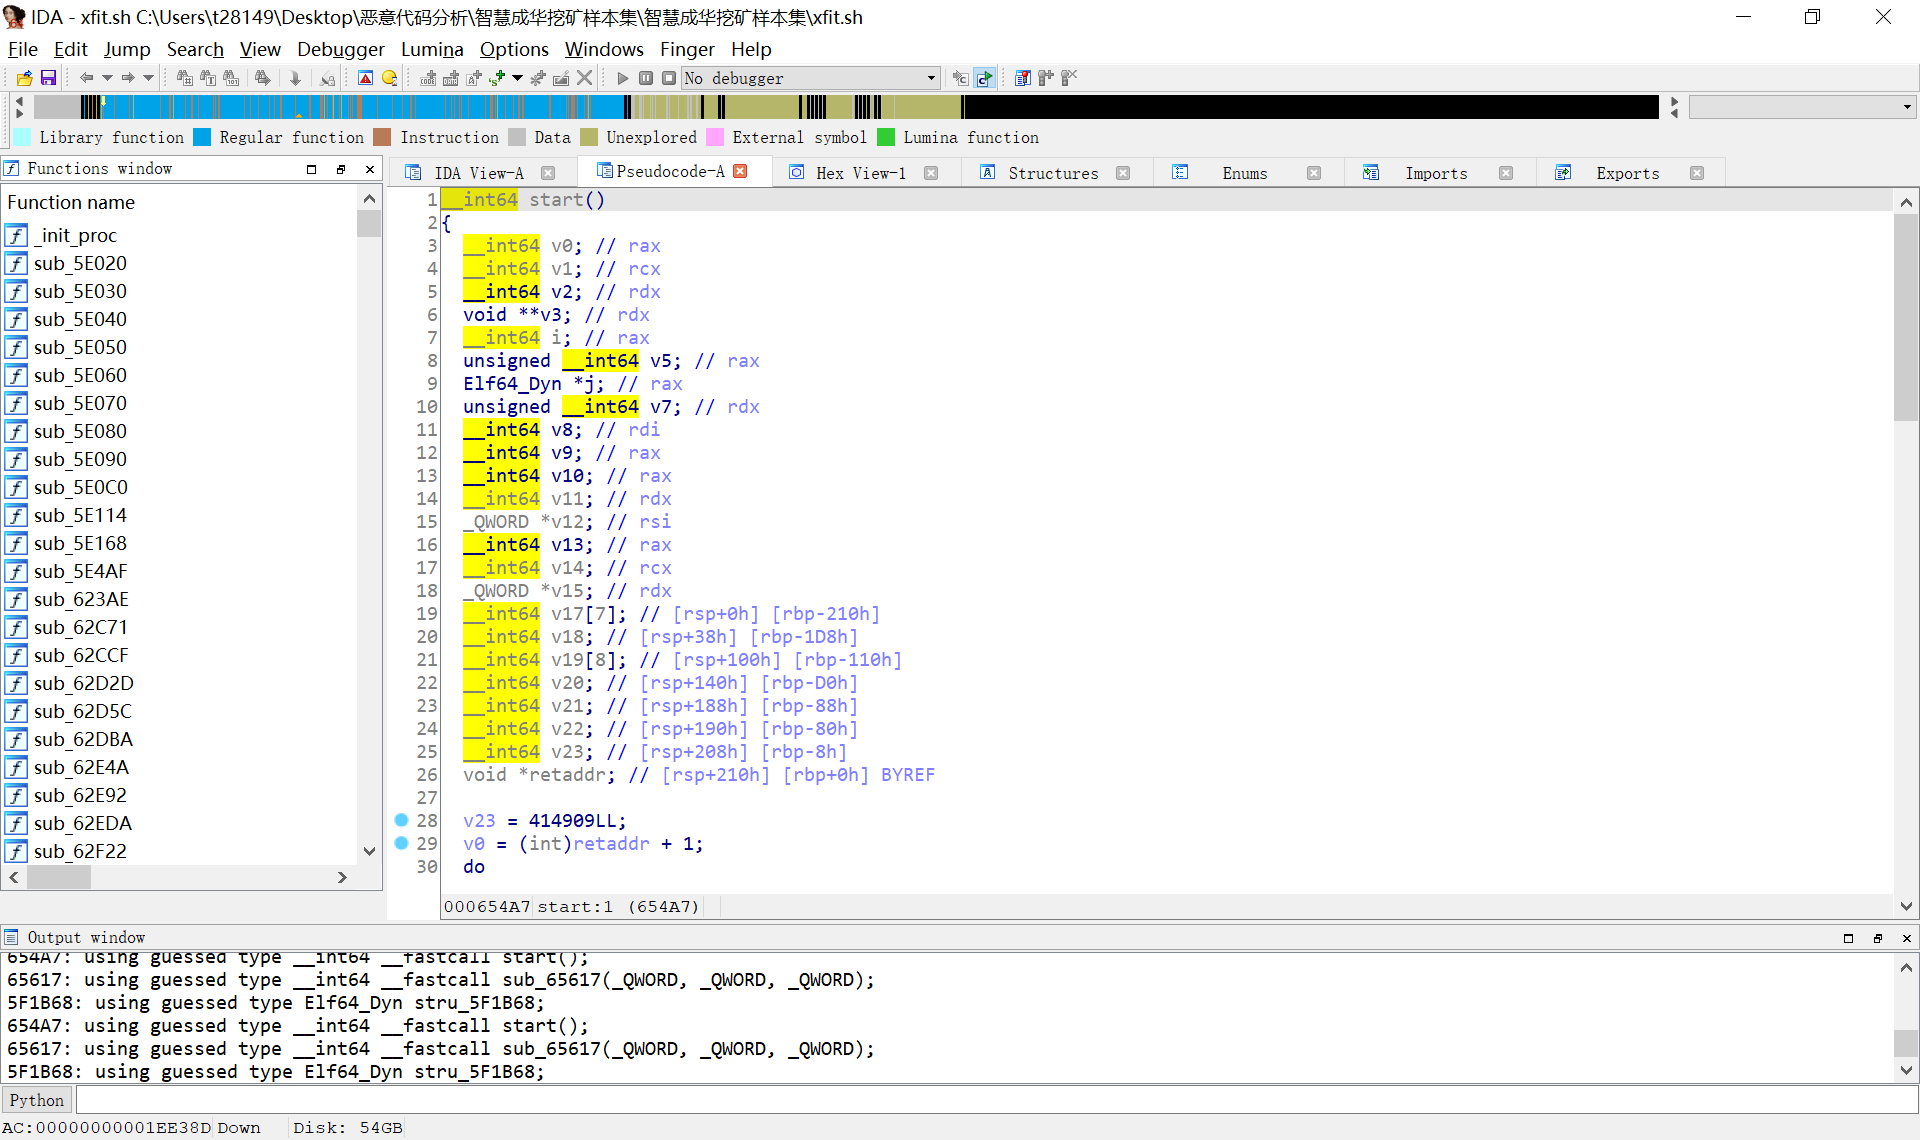 IDA - xfit.sh C:\Users\t28149\Desktop\恶意代码分析\智慧成华挖矿样本集\智慧成华挖矿样本集\xfit.sh
File Edit Jump Search View Debugger Lumina Options Windows Finger Help
No debugger
Library function Regular function Instruction Data Unexplored External symbol Lumina function
Functions window
IDA View-A Pseudocode-A Hex View-1 Structures Enums Imports Exports
Function name
_init_proc
sub_5E020
sub_5E030
sub_5E040
sub_5E050
sub_5E060
sub_5E070
sub_5E080
sub_5E090
sub_5E0C0
sub_5E114
sub_5E168
sub_5E4AF
sub_623AE
sub_62C71
sub_62CCF
sub_62D2D
sub_62D5C
sub_62DBA
sub_62E4A
sub_62E92
sub_62EDA
sub_62F22
1 __int64 start()
2 {
3 __int64 v0; // rax
4 __int64 v1; // rcx
5 __int64 v2; // rdx
6 void **v3; // rdx
7 __int64 i; // rax
8 unsigned __int64 v5; // rax
9 Elf64_Dyn *j; // rax
10 unsigned __int64 v7; // rdx
11 __int64 v8; // rdi
12 __int64 v9; // rax
13 __int64 v10; // rax
14 __int64 v11; // rdx
15 _QWORD *v12; // rsi
16 __int64 v13; // rax
17 __int64 v14; // rcx
18 _QWORD *v15; // rdx
19 __int64 v17[7]; // [rsp+0h] [rbp-210h]
20 __int64 v18; // [rsp+38h] [rbp-1D8h]
21 __int64 v19[8]; // [rsp+100h] [rbp-110h]
22 __int64 v20; // [rsp+140h] [rbp-D0h]
23 __int64 v21; // [rsp+188h] [rbp-88h]
24 __int64 v22; // [rsp+190h] [rbp-80h]
25 __int64 v23; // [rsp+208h] [rbp-8h]
26 void *retaddr; // [rsp+210h] [rbp+0h] BYREF
27
28 v23 = 414909LL;
29 v0 = (int)retaddr + 1;
30 do
000654A7 start:1 (654A7)
Output window
654A7: using guessed type __int64 __fastcall start();
65617: using guessed type __int64 __fastcall sub_65617(_QWORD, _QWORD, _QWORD);
5F1B68: using guessed type Elf64_Dyn stru_5F1B68;
654A7: using guessed type __int64 __fastcall start();
65617: using guessed type __int64 __fastcall sub_65617(_QWORD, _QWORD, _QWORD);
5F1B68: using guessed type Elf64_Dyn stru_5F1B68;
Python
AC:00000000001EE38D Down Disk: 54GB